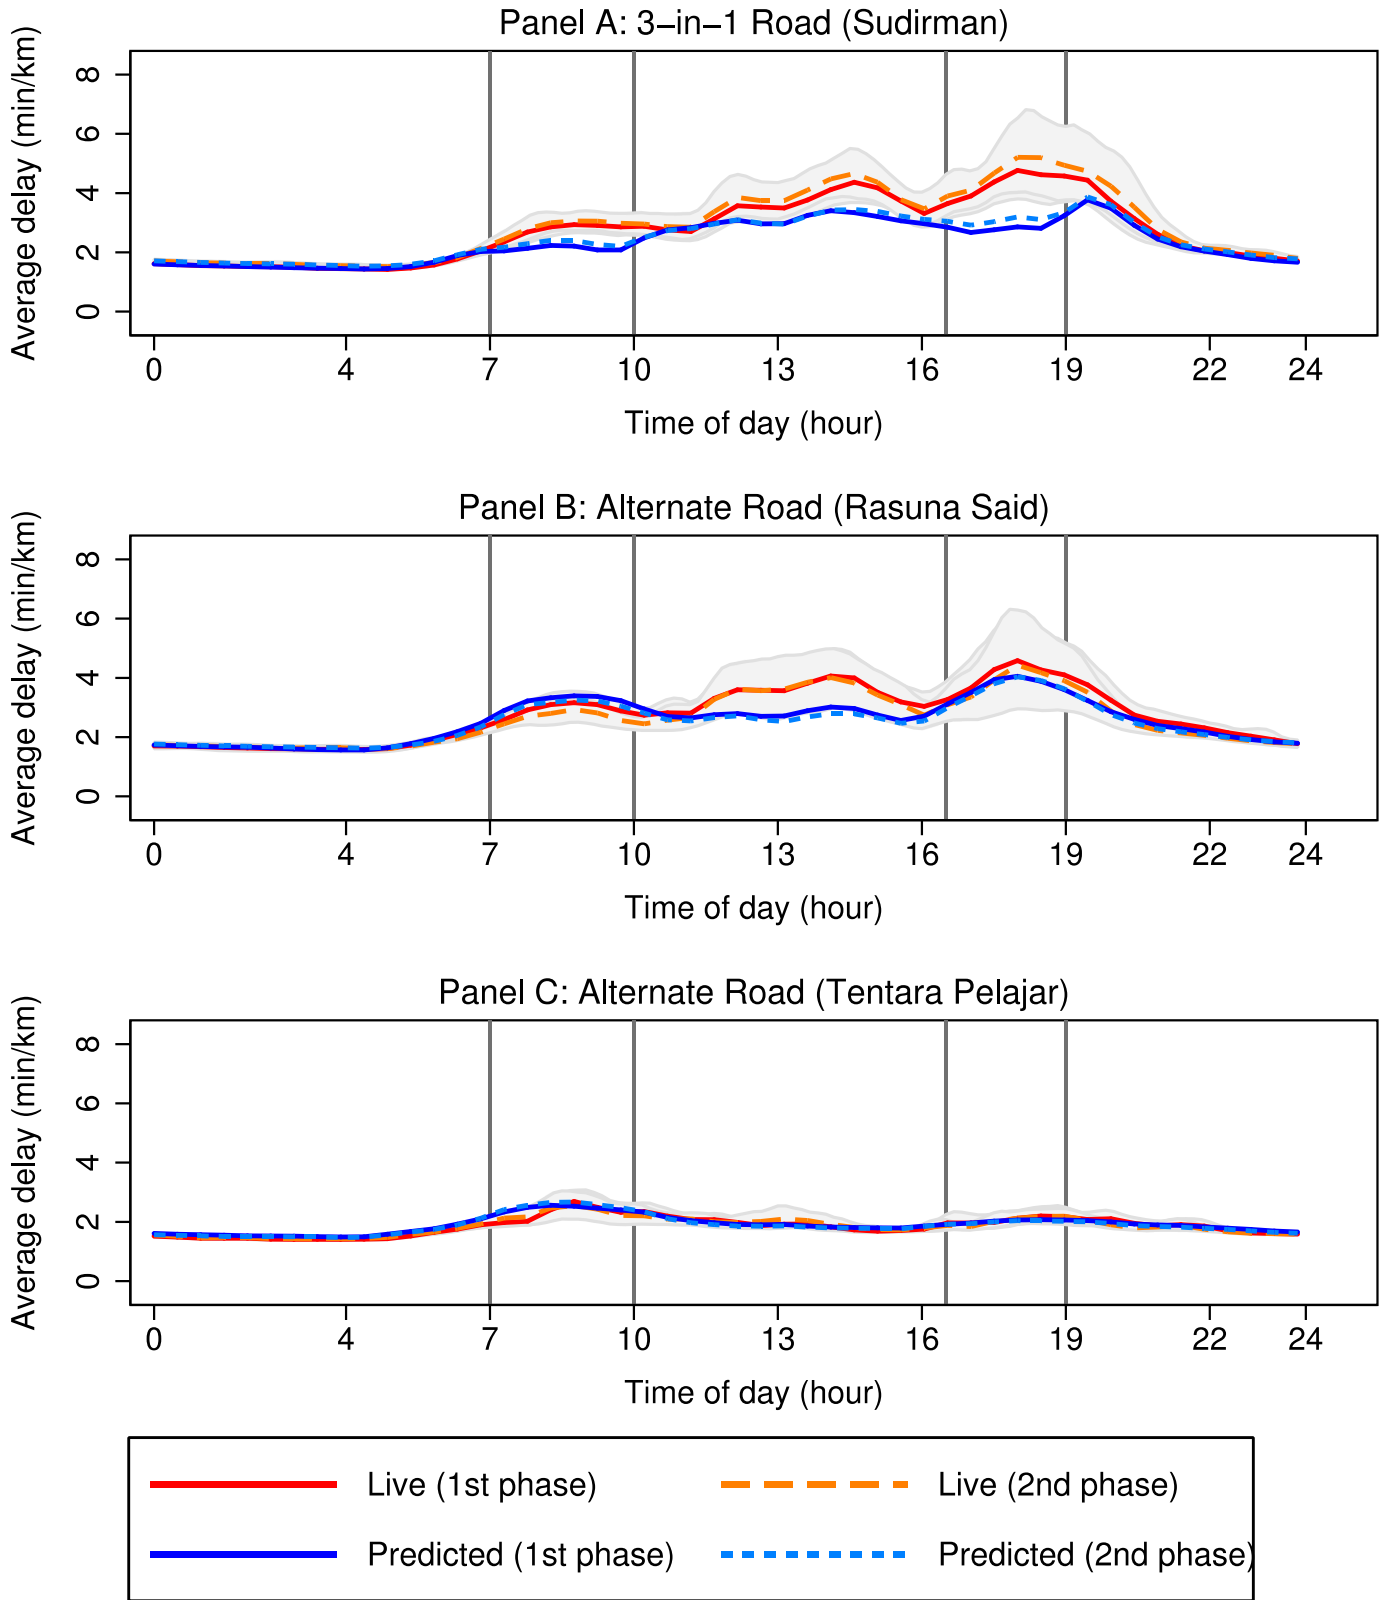 Panel A: 3−in−1 Road (Sudirman)
Average delay (min/km)
8
6
4
2
0
0 4 7 10 13 16 19 22 24
Time of day (hour)
Panel B: Alternate Road (Rasuna Said)
Average delay (min/km)
8
6
4
2
0
0 4 7 10 13 16 19 22 24
Time of day (hour)
Panel C: Alternate Road (Tentara Pelajar)
Average delay (min/km)
8
6
4
2
0
0 4 7 10 13 16 19 22 24
Time of day (hour)
Live (1st phase) Live (2nd phase)
Predicted (1st phase) Predicted (2nd phase)